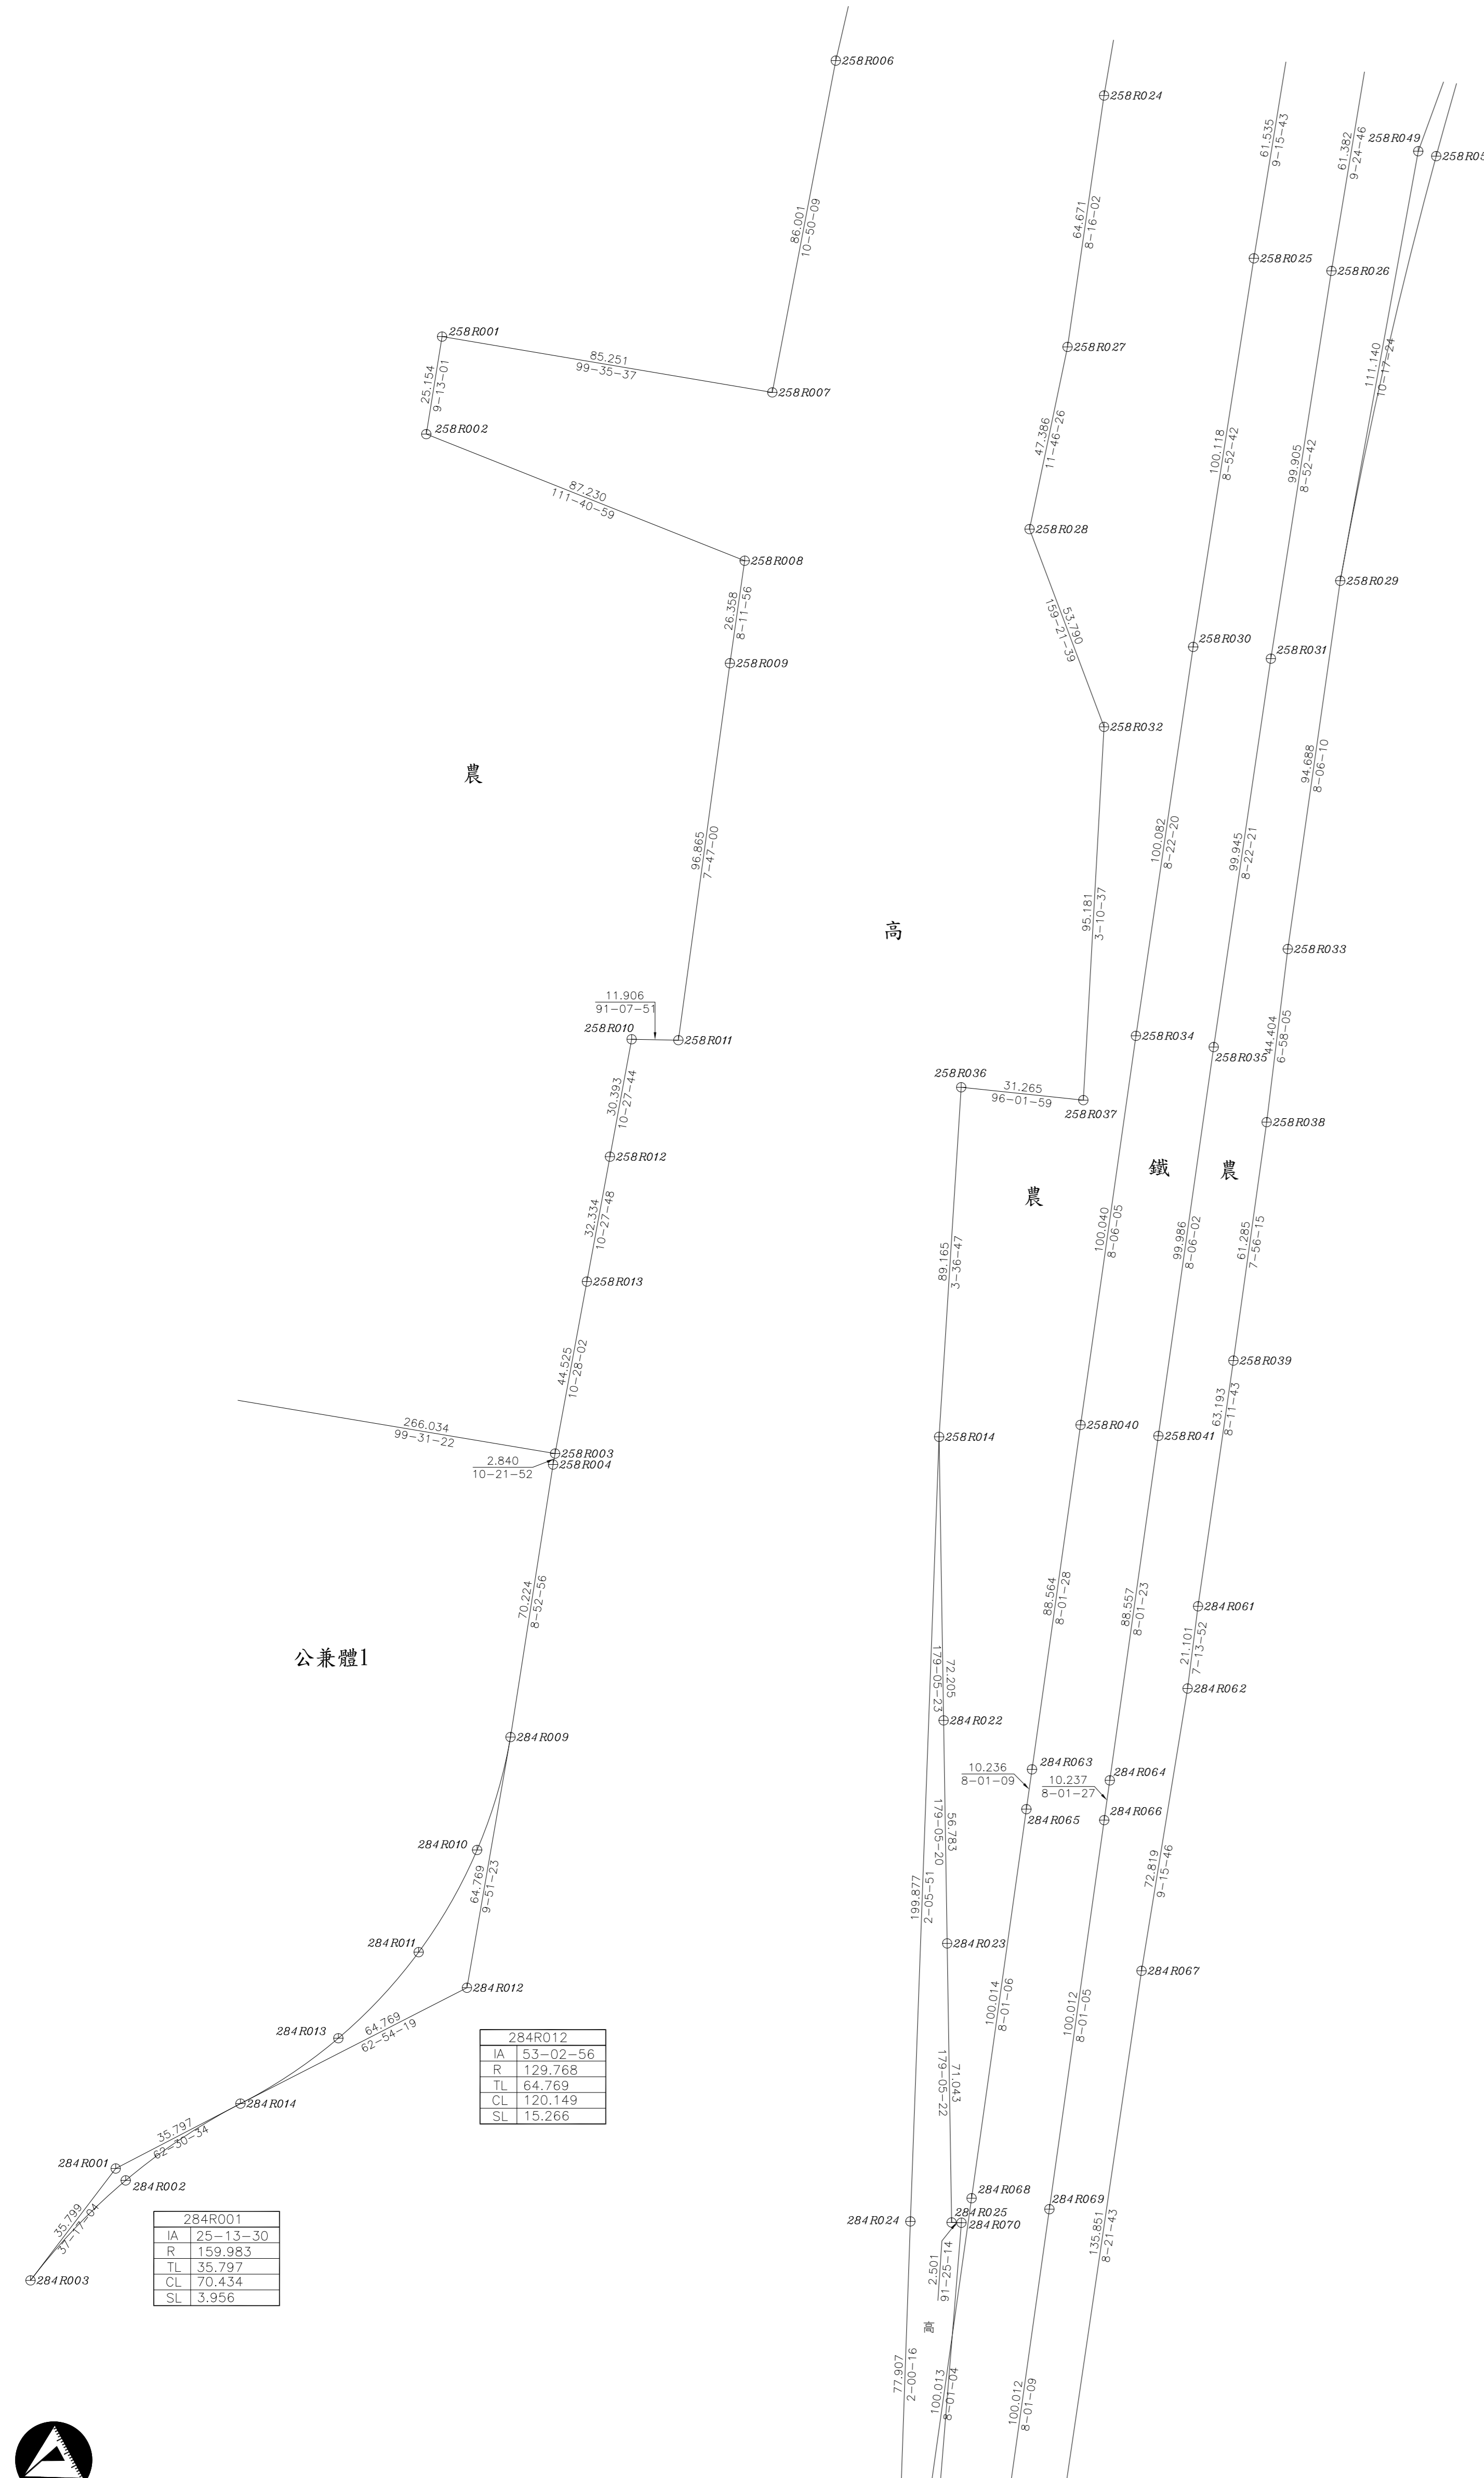 258R006
258R024
61.535
9-15-43
61.382
9-24-46
258R049
258R05
86.001
10-50-09
64.671
8-16-02
258R025
258R026
258R001
85.251
99-35-37
258R027
111.140
10-17-24
25.154
9-13-01
258R007
258R002
47.386
11-46-26
100.118
8-52-42
99.905
8-52-42
87.230
111-40-59
258R028
258R008
258R029
26.358
8-11-56
53.790
159-21-39
258R030
258R031
258R009
258R032
農
94.688
8-06-10
96.865
7-47-00
100.082
8-22-20
99.945
8-22-21
95.181
3-10-37
高
258R033
11.906
91-07-51
258R010
258R011
258R034
258R035
44.404
6-58-05
30.393
10-27-44
258R036
31.265
96-01-59
258R037
258R038
258R012
鐵
農
農
32.334
10-27-48
89.165
3-36-47
100.040
8-06-05
99.986
8-06-02
61.285
7-56-15
258R013
44.525
10-28-02
258R039
63.193
8-11-43
266.034
99-31-22
258R003
258R014
258R040
258R041
2.840
10-21-52
258R004
70.224
8-52-56
88.564
8-01-28
88.557
8-01-23
284R061
公兼體1
72.205
179-05-23
21.101
7-13-52
284R062
284R009
284R022
10.236
8-01-09
284R063
10.237
8-01-27
284R064
284R065
284R066
284R010
64.769
9-51-23
56.783
179-05-20
199.877
2-05-51
72.819
9-15-46
284R011
284R023
284R067
284R012
100.014
8-01-06
100.012
8-01-05
284R013
64.769
62-54-19
284R012
IA 53-02-56
R 129.768
TL 64.769
CL 120.149
SL 15.266
71.043
179-05-22
284R014
35.797
62-30-34
284R001
284R002
284R068
284R069
35.799
37-17-04
284R001
IA 25-13-30
R 159.983
TL 35.797
CL 70.434
SL 3.956
284R024
284R025
284R070
135.851
8-21-43
284R003
2.501
91-25-14
高
77.907
2-00-16
100.013
8-01-04
100.012
8-01-09